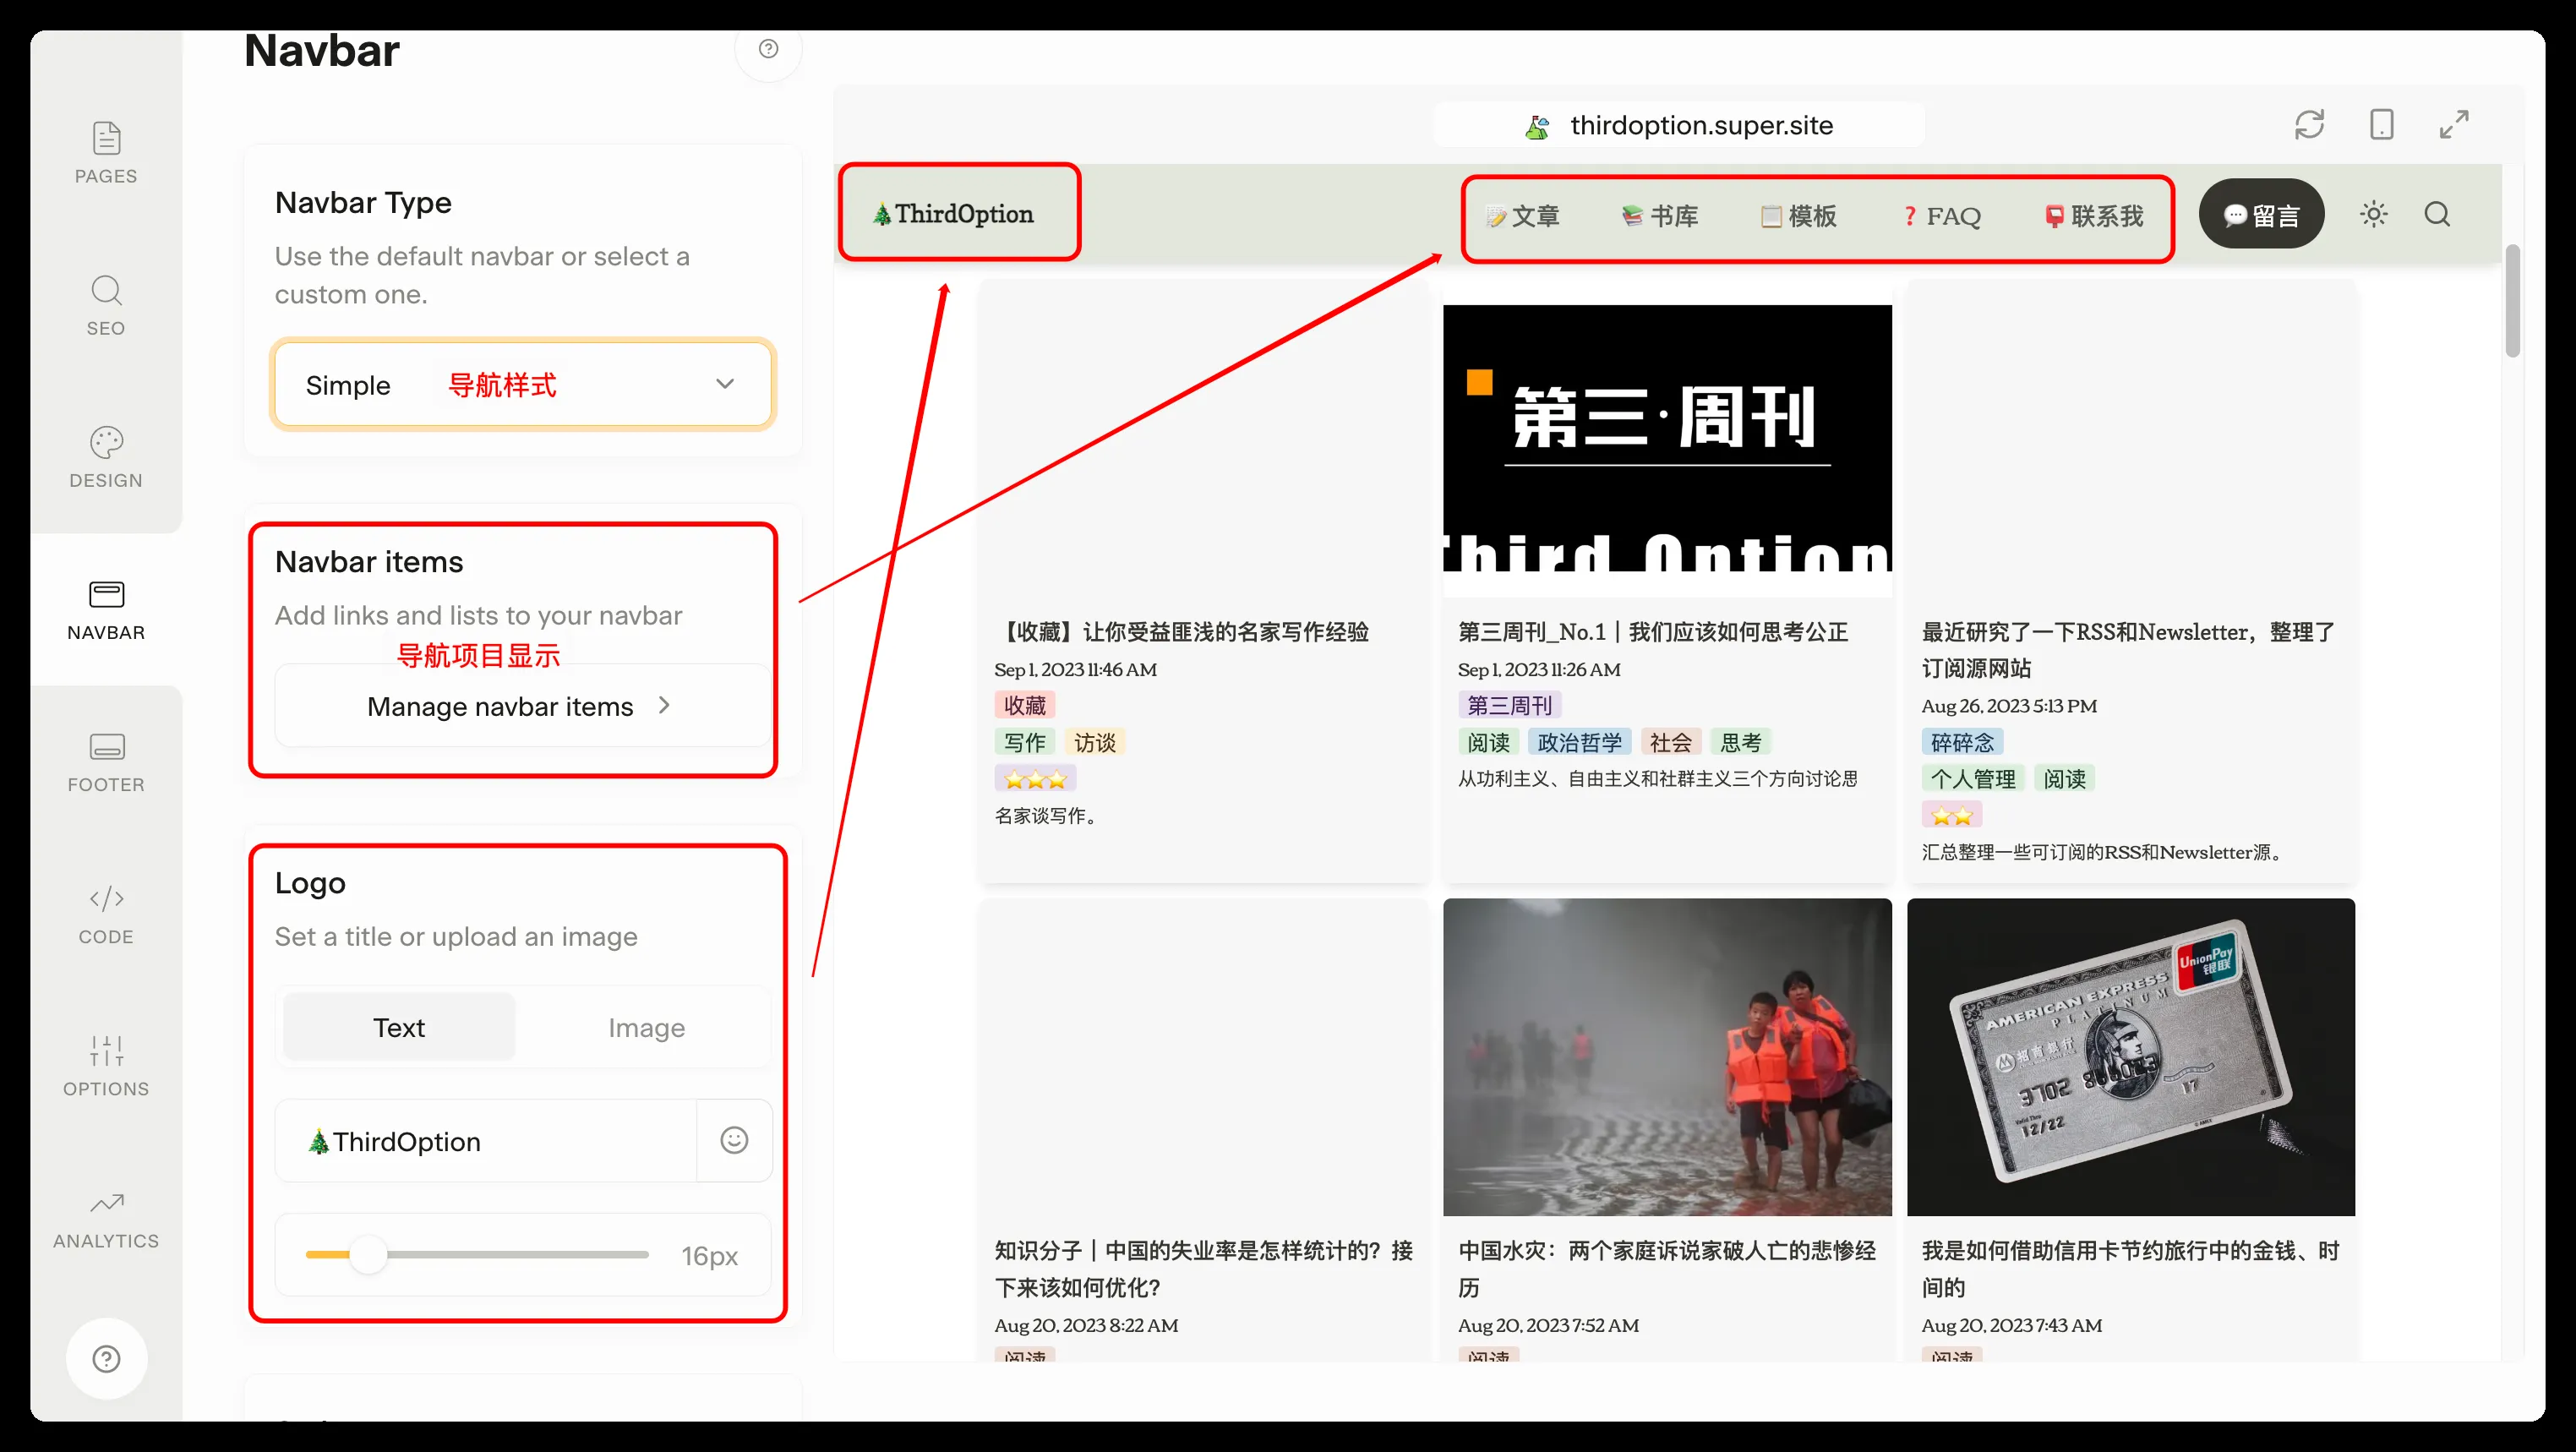 Navbar
PAGES
SEO
DESIGN
NAVBAR
FOOTER
CODE
OPTIONS
ANALYTICS
Navbar Type
Use the default navbar or select a
custom one.
Simple
导航样式
Navbar items
Add links and lists to your navbar
导航项目显示
Manage navbar items
Logo
Set a title or upload an image
Text
Image
🎄ThirdOption
16px
thirdoption.super.site
🎄ThirdOption
📝文章
📚书库
📋模板
❓FAQ
📮联系我
💬留言
第三·周刊
Third Option
【收藏】让你受益匪浅的名家写作经验
Sep 1, 2023 11:46 AM
收藏
写作 访谈
⭐⭐⭐
名家谈写作。
第三周刊_No.1｜我们应该如何思考公正
Sep 1, 2023 11:26 AM
第三周刊
阅读 政治哲学 社会 思考
从功利主义、自由主义和社群主义三个方向讨论思
最近研究了一下RSS和Newsletter，整理了
订阅源网站
Aug 26, 2023 5:13 PM
碎碎念
个人管理 阅读
⭐⭐
汇总整理一些可订阅的RSS和Newsletter源。
知识分子｜中国的失业率是怎样统计的？接
下来该如何优化？
Aug 20, 2023 8:22 AM
阅读
中国水灾：两个家庭诉说家破人亡的悲惨经
历
Aug 20, 2023 7:52 AM
阅读
UnionPay
银联
AMERICAN EXPRESS
PLATINUM
招商银行
3702
17
12/22
我是如何借助信用卡节约旅行中的金钱、时
间的
Aug 20, 2023 7:43 AM
阅读